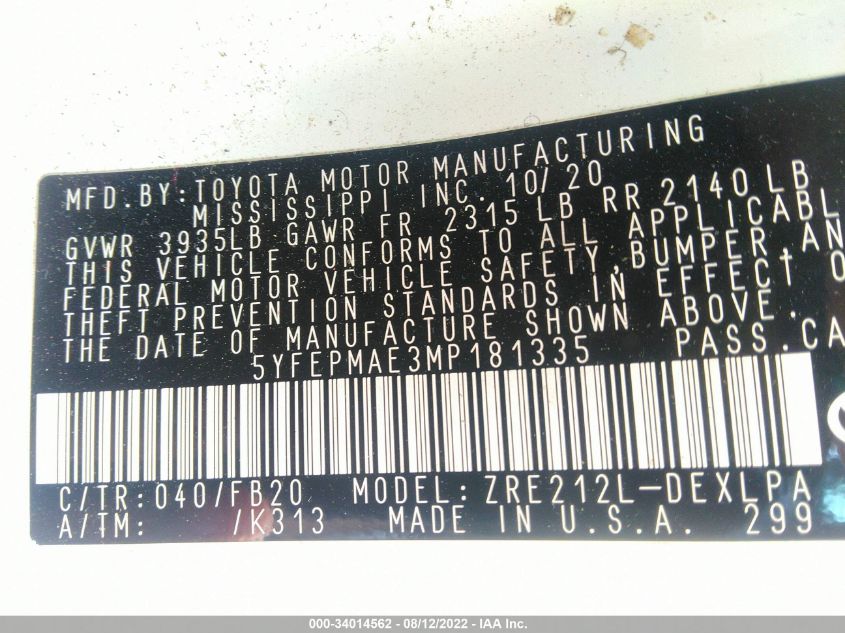 MFD.BY:TOYOTA MOTOR MANUFACTURING
MISSISSIPPI INC. 10/20
GVWR 3935LB GAWR FR 2315 LB RR 2140LB
THIS VEHICLE CONFORMS TO ALL APPLICABL
FEDERAL MOTOR VEHICLE SAFETY,BUMPER,AN
THEFT PREVENTION STANDARDS IN EFFECT O
THE DATE OF MANUFACTURE SHOWN ABOVE.
5YFEPMAE3MP181335 PASS.CA
C/TR:040/FB20 MODEL:ZRE212L-DEXLPA
A/TM: /K313 MADE IN U.S.A. 299
000-34014562 - 08/12/2022 - IAA Inc.